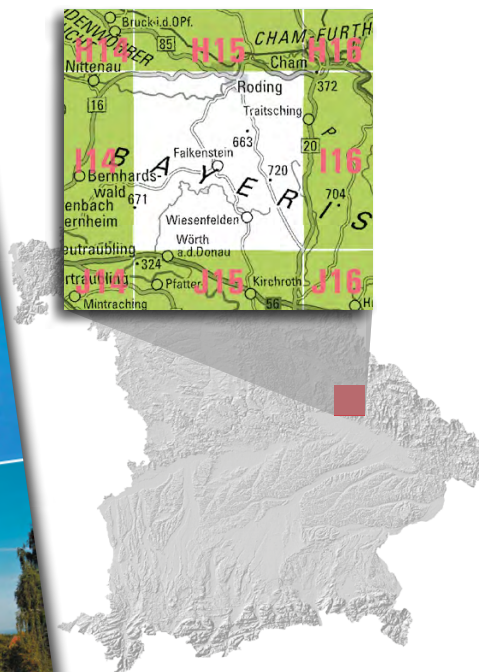 Bruck i.d.OPf.
DENWÖHRER
85
CHAM-FURTH
H14
H15
H16
Nittenau
Cham
372
Roding
16
Traitsching
P
663
20
I14
I16
B A Y E R I S
Falkenstein
Bernhards-
wald
720
704
671
enbach
ernheim
Wiesenfelden
eutraubling
Wörth
a.d.Donau
324
rtraubling
J14
Pfatter
J15
Kirchroth
J16
Mintraching
56